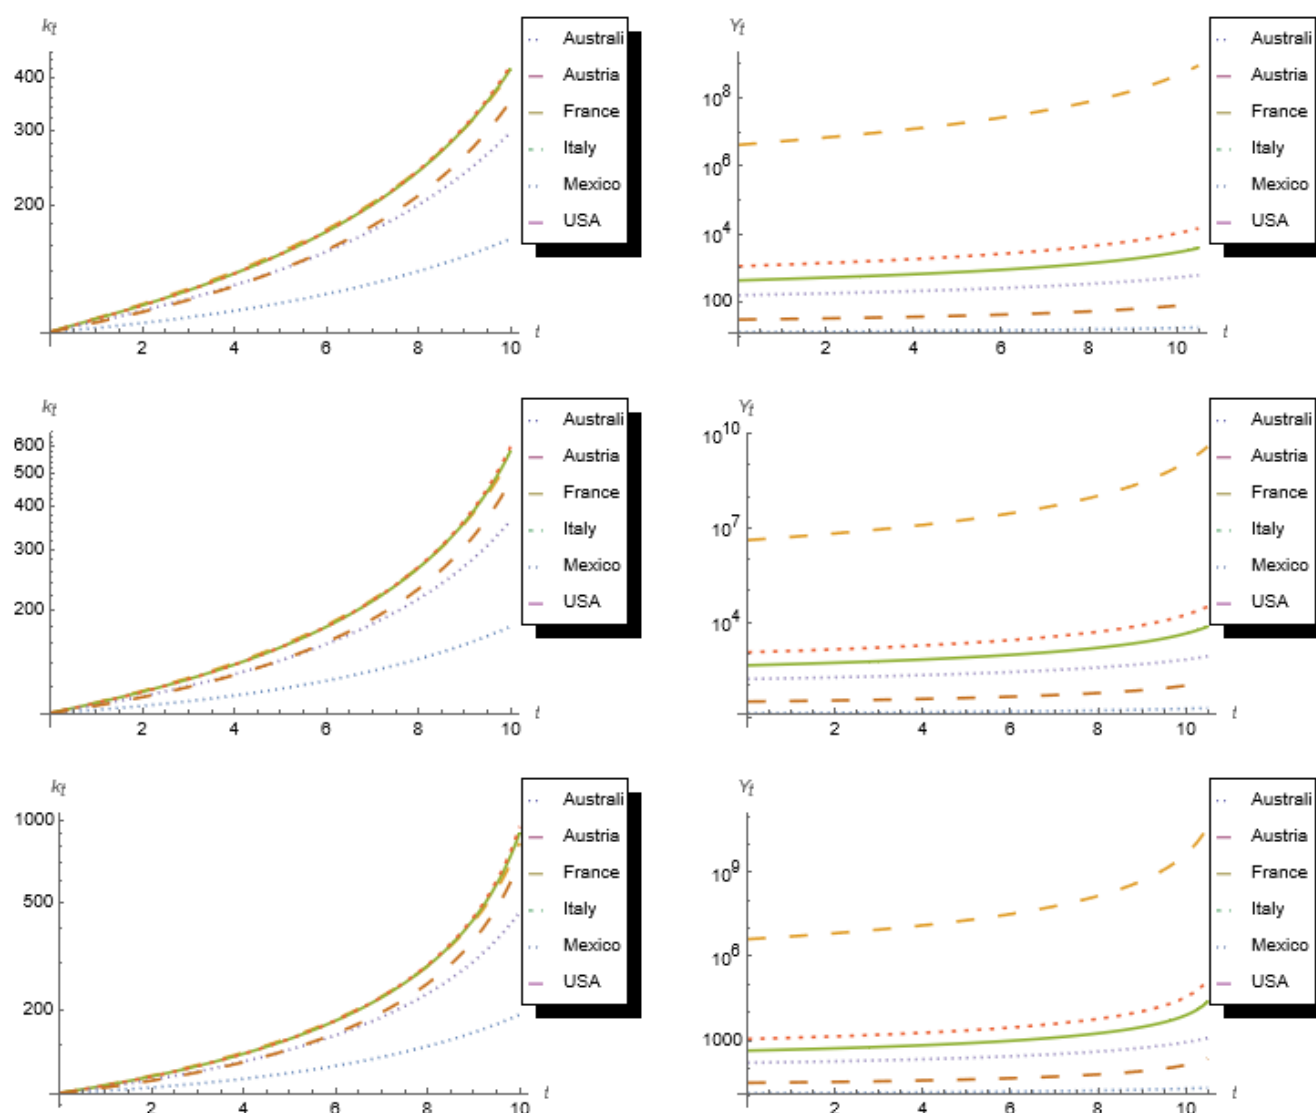 k_t
400
300
200
2 4 6 8 10 t
Australi
Austria
France
Italy
Mexico
USA
Y_t
10^8
10^6
10^4
100
2 4 6 8 10 t
Australi
Austria
France
Italy
Mexico
USA
k_t
600
500
400
300
200
2 4 6 8 10 t
Australi
Austria
France
Italy
Mexico
USA
Y_t
10^10
10^7
10^4
2 4 6 8 10 t
Australi
Austria
France
Italy
Mexico
USA
k_t
1000
500
200
2 4 6 8 10 t
Australi
Austria
France
Italy
Mexico
USA
Y_t
10^9
10^6
1000
2 4 6 8 10 t
Australi
Austria
France
Italy
Mexico
USA